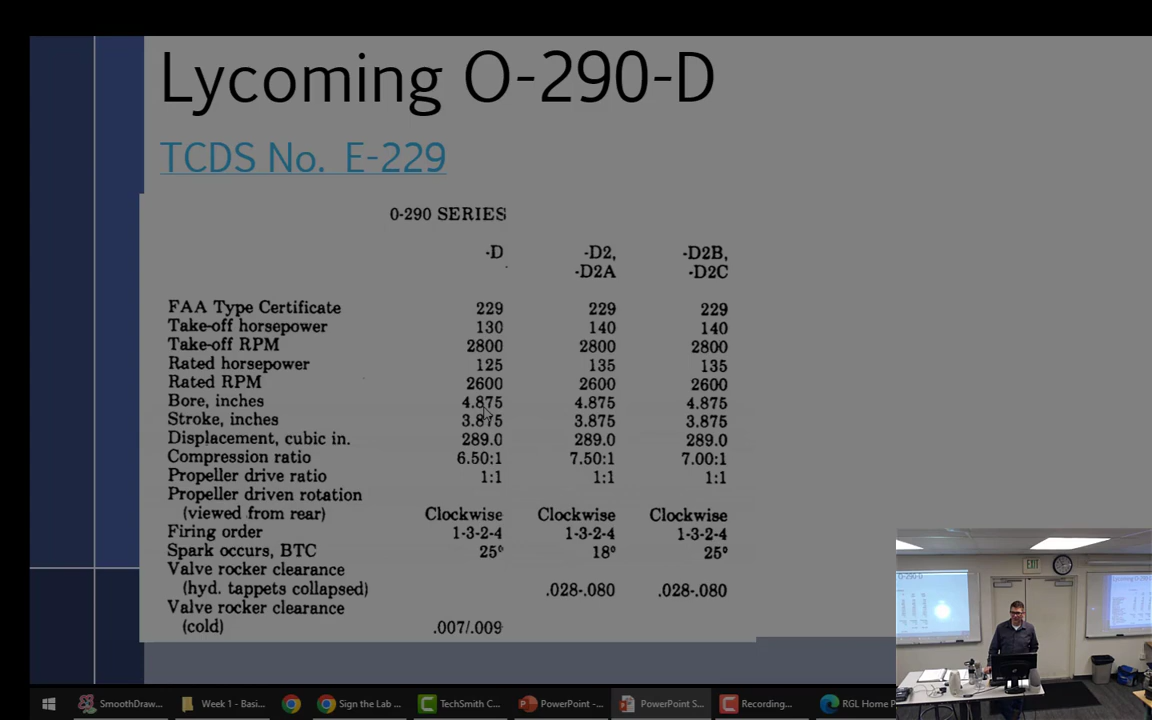 Lycoming O-290-D
TCDS No. E-229
0-290 SERIES
-D -D2, -D2B,
-D2A -D2C
FAA Type Certificate 229 229 229
Take-off horsepower 130 140 140
Take-off RPM 2800 2800 2800
Rated horsepower 125 135 135
Rated RPM 2600 2600 2600
Bore, inches 4.875 4.875 4.875
Stroke, inches 3.875 3.875 3.875
Displacement, cubic in. 289.0 289.0 289.0
Compression ratio 6.50:1 7.50:1 7.00:1
Propeller drive ratio 1:1 1:1 1:1
Propeller driven rotation
(viewed from rear) Clockwise Clockwise Clockwise
Firing order 1-3-2-4 1-3-2-4 1-3-2-4
Spark occurs, BTC 25° 18° 25°
Valve rocker clearance
(hyd. tappets collapsed) .028-.080 .028-.080
Valve rocker clearance
(cold) .007/.009
EXIT
Lycoming O-29
SmoothDraw... Week 1 - Basi... Sign the Lab ... TechSmith C... PowerPoint -... PowerPoint S... Recording... RGL Home P